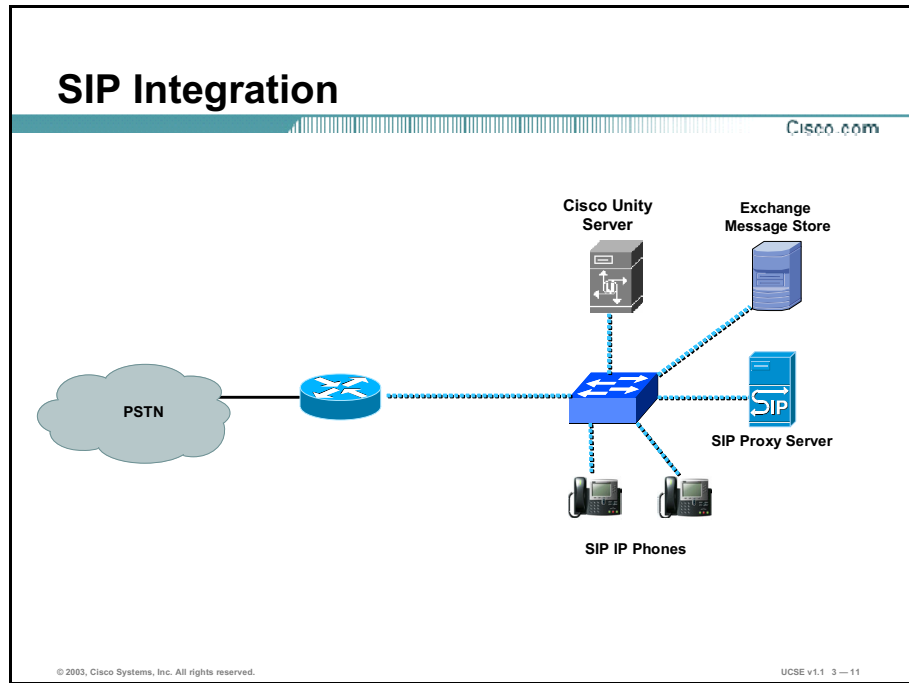 SIP Integration
Cisco.com
Cisco Unity
Server
Exchange
Message Store
PSTN
SIP
SIP Proxy Server
SIP IP Phones
© 2003, Cisco Systems, Inc. All rights reserved.
UCSE v1.1 3 — 11